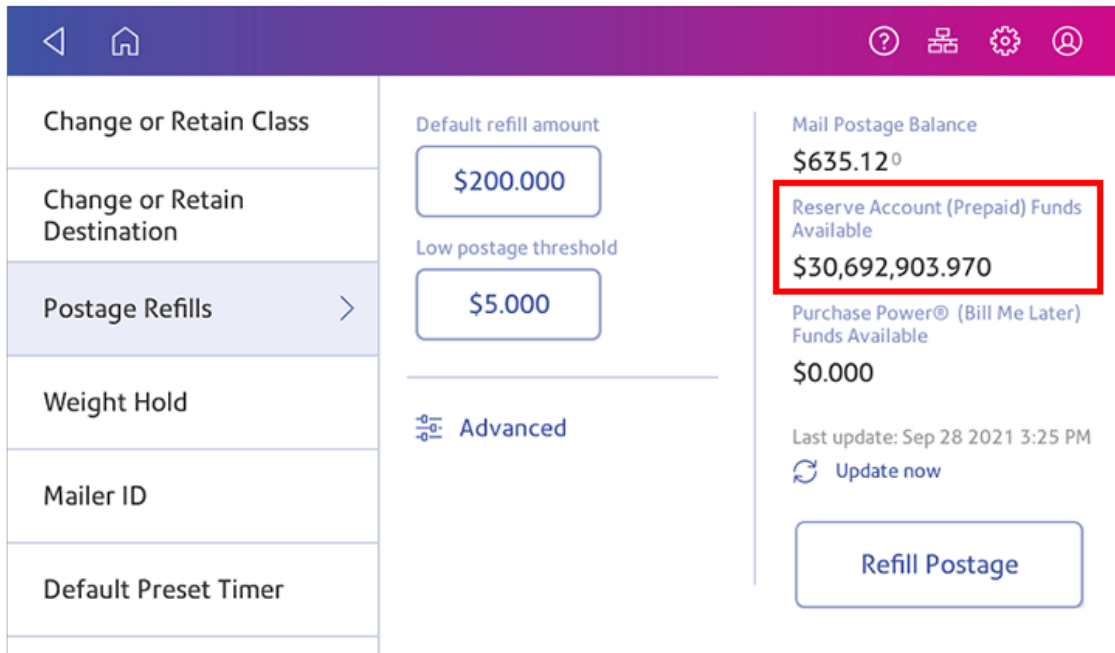 Change or Retain Class
Change or Retain
Destination
Postage Refills
Weight Hold
Mailer ID
Default Preset Timer
Default refill amount
$200.000
Low postage threshold
$5.000
Advanced
Mail Postage Balance
$635.120
Reserve Account (Prepaid) Funds
Available
$30,692,903.970
Purchase Power® (Bill Me Later)
Funds Available
$0.000
Last update: Sep 28 2021 3:25 PM
Update now
Refill Postage